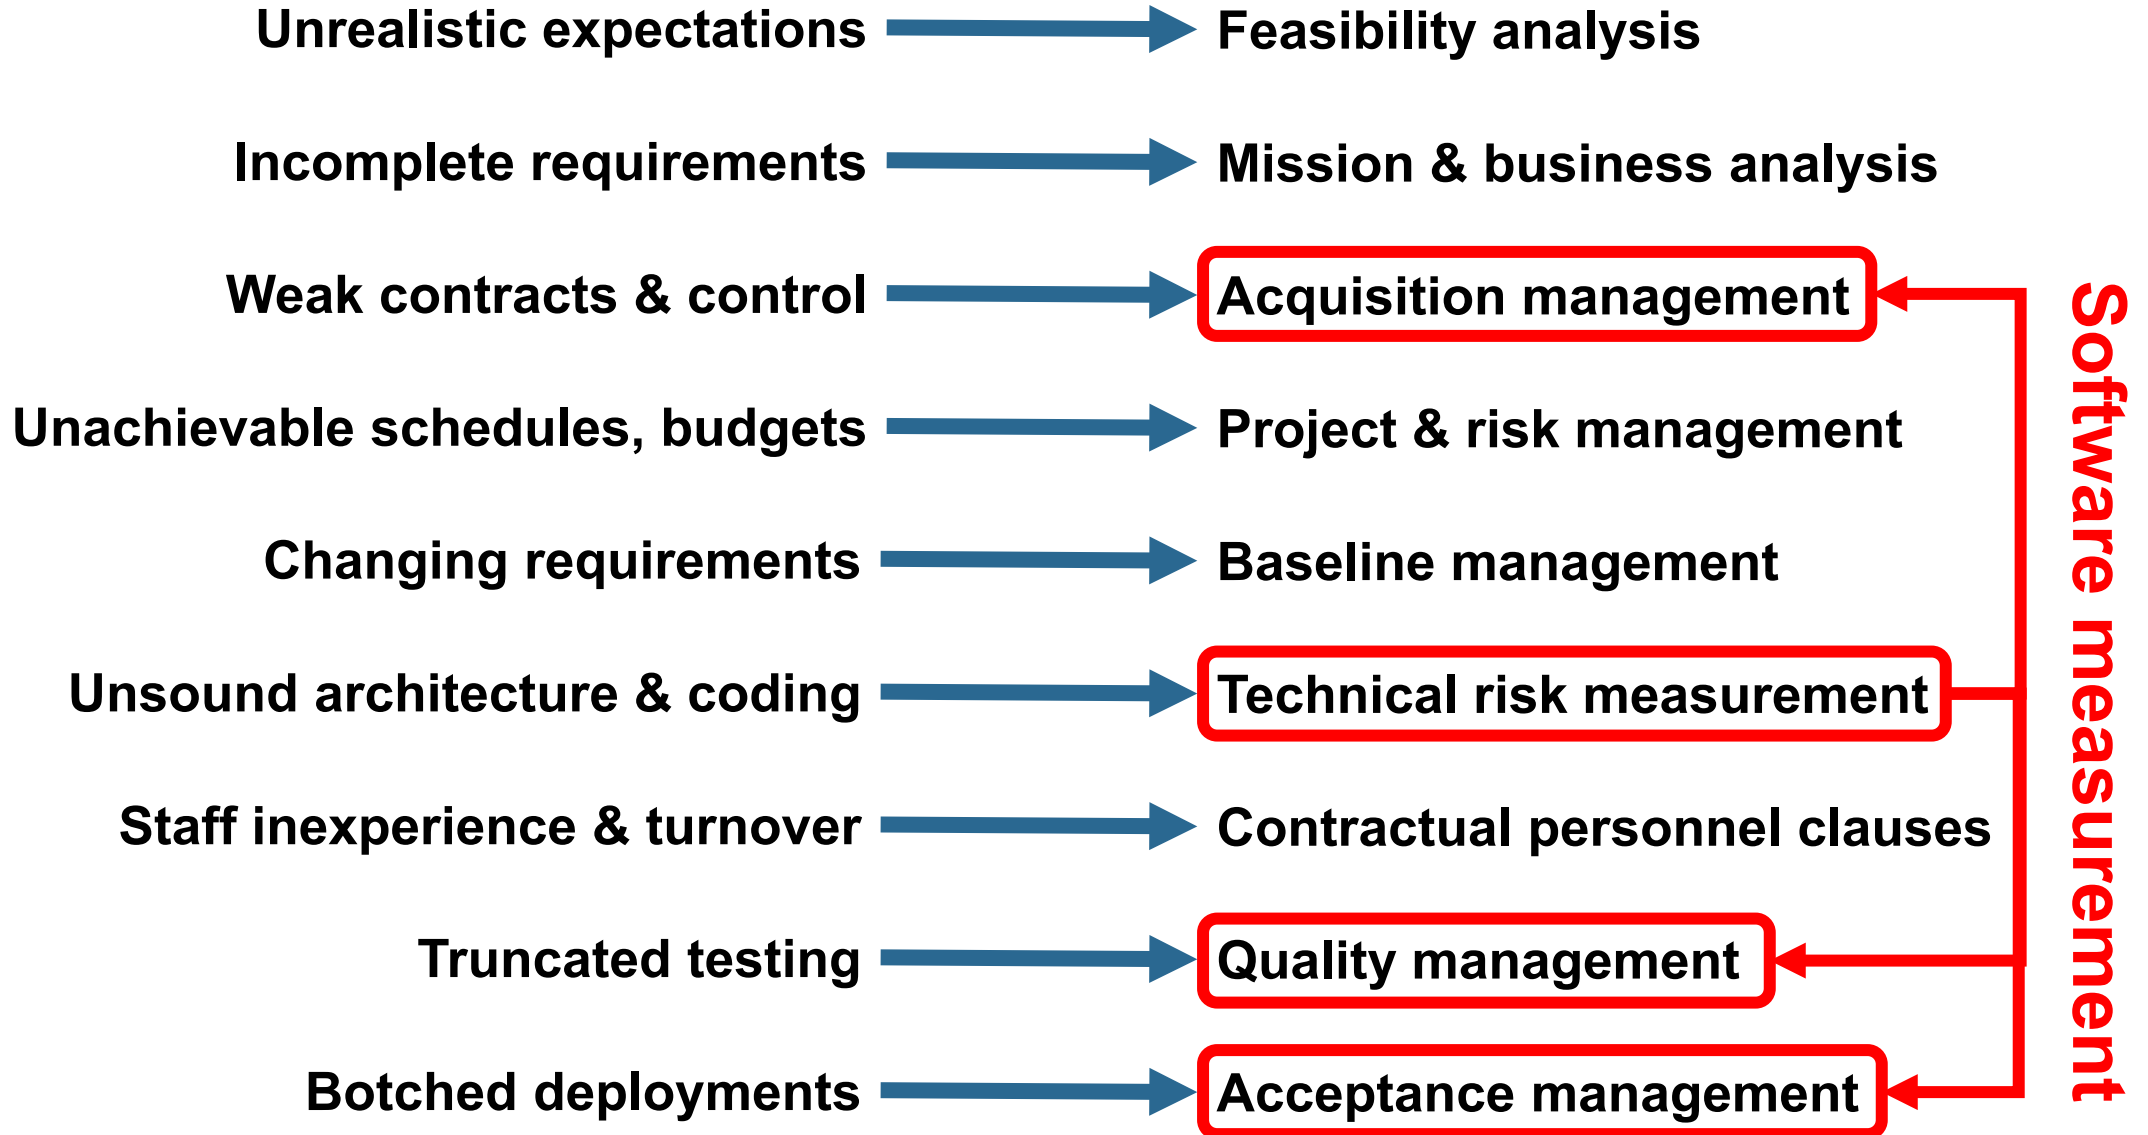 Unrealistic expectations
Feasibility analysis
Incomplete requirements
Mission & business analysis
Weak contracts & control
Acquisition management
Unachievable schedules, budgets
Project & risk management
Changing requirements
Baseline management
Unsound architecture & coding
Technical risk measurement
Staff inexperience & turnover
Contractual personnel clauses
Truncated testing
Quality management
Botched deployments
Acceptance management
Software measurement